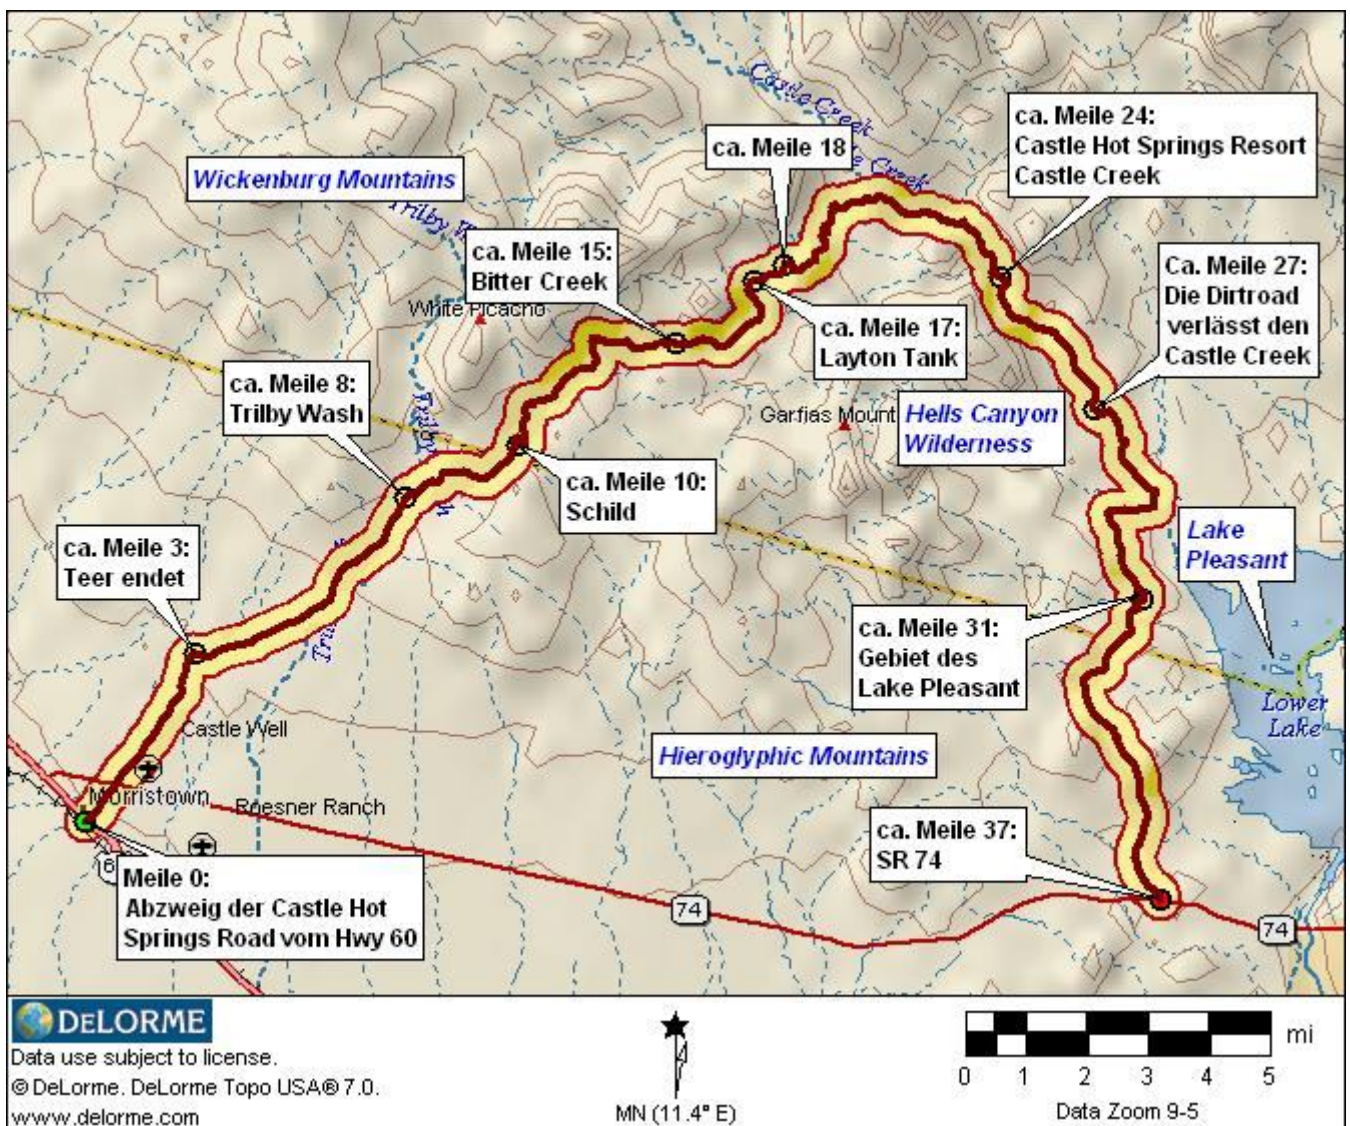 Castle Creek
Castle Creek
ca. Meile 24:
Castle Hot Springs Resort
Castle Creek
ca. Meile 18
Wickenburg Mountains
Trilby
ca. Meile 15:
Bitter Creek
Ca. Meile 27:
Die Dirtroad
verlässt den
Castle Creek
White Picacho
ca. Meile 17:
Layton Tank
ca. Meile 8:
Trilby Wash
Trilby
Garfias Mount
Hells Canyon
Wilderness
ca. Meile 10:
Schild
ca. Meile 3:
Teer endet
Lake
Pleasant
ca. Meile 31:
Gebiet des
Lake Pleasant
Lower
Lake
Castle Well
Hieroglyphic Mountains
Morristown
Roesner Ranch
ca. Meile 37:
SR 74
6
Meile 0:
Abzweig der Castle Hot
Springs Road vom Hwy 60
74
74
DELORME
Data use subject to license.
© DeLorme. DeLorme Topo USA® 7.0.
www.delorme.com
MN (11.4° E)
mi
0 1 2 3 4 5
Data Zoom 9-5